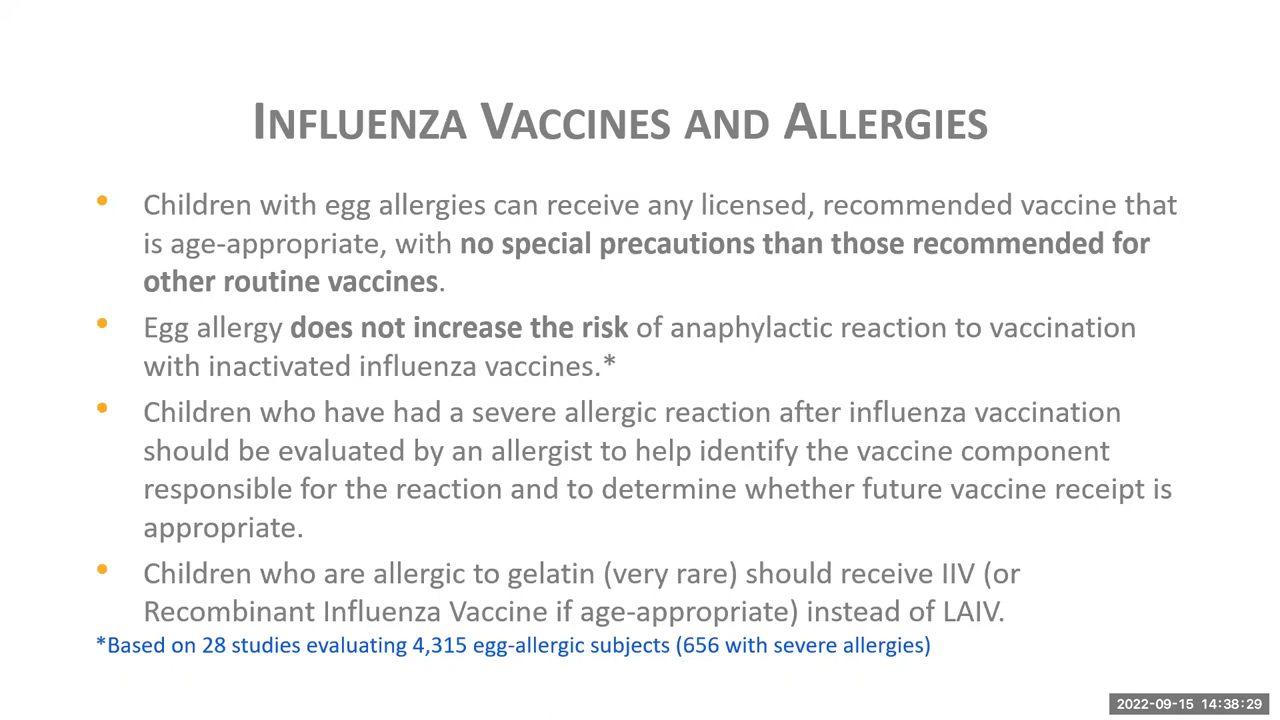 INFLUENZA VACCINES AND ALLERGIES
• Children with egg allergies can receive any licensed, recommended vaccine that
is age-appropriate, with no special precautions than those recommended for
other routine vaccines.
• Egg allergy does not increase the risk of anaphylactic reaction to vaccination
with inactivated influenza vaccines.*
• Children who have had a severe allergic reaction after influenza vaccination
should be evaluated by an allergist to help identify the vaccine component
responsible for the reaction and to determine whether future vaccine receipt is
appropriate.
• Children who are allergic to gelatin (very rare) should receive IIV (or
Recombinant Influenza Vaccine if age-appropriate) instead of LAIV.
*Based on 28 studies evaluating 4,315 egg-allergic subjects (656 with severe allergies)
2022-09-15 14:38:29